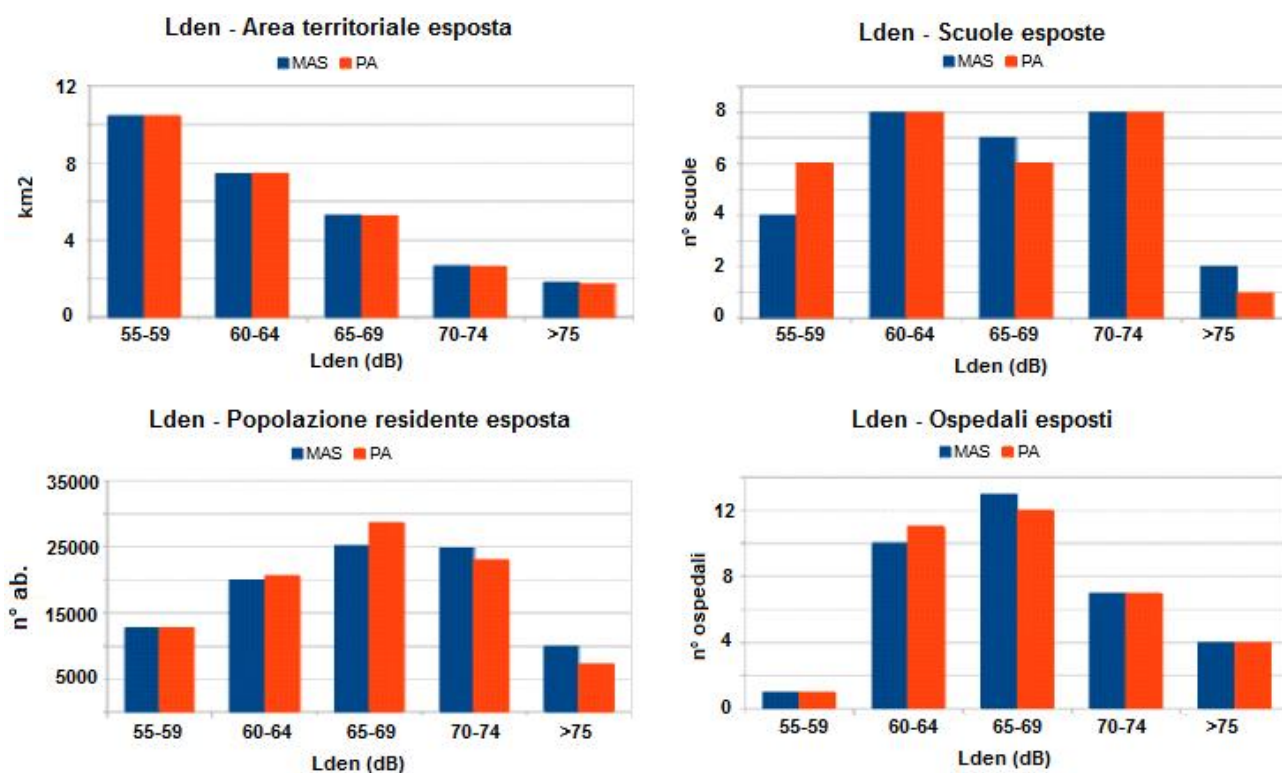 Lden - Area territoriale esposta
MAS PA
12
8
4
0
km2
55-59 60-64 65-69 70-74 >75
Lden (dB)
Lden - Scuole esposte
MAS PA
8
6
4
2
0
n° scuole
55-59 60-64 65-69 70-74 >75
Lden (dB)
Lden - Popolazione residente esposta
MAS PA
35000
25000
15000
5000
n° ab.
55-59 60-64 65-69 70-74 >75
Lden (dB)
Lden - Ospedali esposti
MAS PA
12
8
4
0
n° ospedali
55-59 60-64 65-69 70-74 >75
Lden (dB)